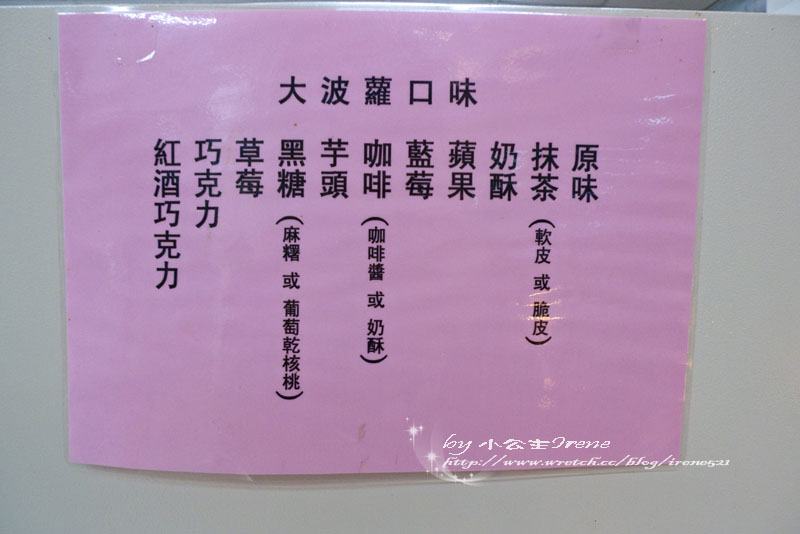 大波蘿口味
原味
抹茶(軟皮 或 脆皮)
奶酥
蘋果
藍莓
咖啡(咖啡醬 或 奶酥)
芋頭
黑糖(麻糬 或 葡萄乾核桃)
草莓
巧克力
紅酒巧克力
by 小公主Irene
http://www.wretch.cc/blog/irene521